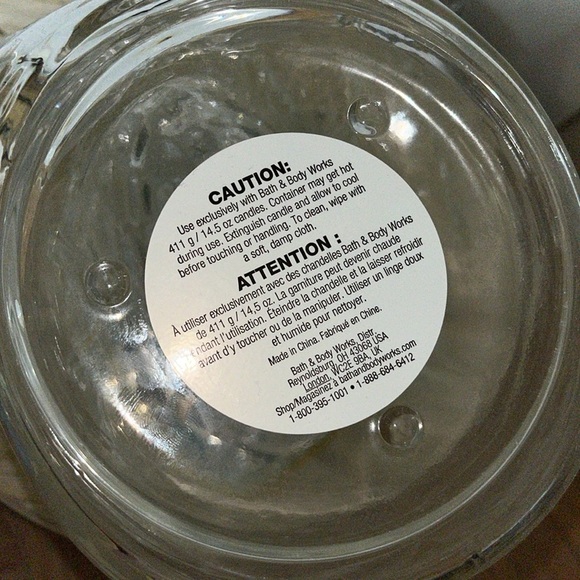 CAUTION:
Use exclusively with Bath & Body Works
411 g / 14.5 oz candles. Container may get hot
during use. Extinguish candle and allow to cool
before touching or handling. To clean, wipe with
a soft, damp cloth.
ATTENTION :
À utiliser exclusivement avec des chandelles Bath & Body Works
de 411 g / 14,5 oz. La garniture peut devenir chaude
pendant l'utilisation. Éteindre la chandelle et la laisser refroidir
avant d'y toucher ou de la manipuler. Utiliser un linge doux
et humide pour nettoyer.
Made in China. Fabriqué en Chine.
Bath & Body Works, Distr.
Reynoldsburg, OH 43068 USA
London, WC2E 9BA, UK
Shop/Magasinez à bathandbodyworks.com
1-800-395-1001 • 1-888-684-6412